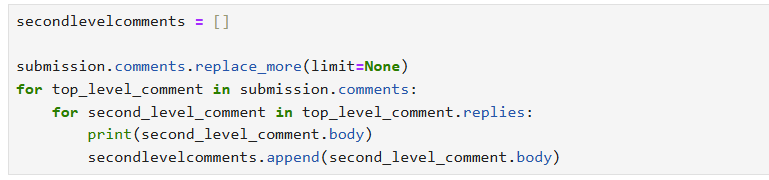 secondlevelcomments = []
submission.comments.replace_more(limit=None)
for top_level_comment in submission.comments:
    for second_level_comment in top_level_comment.replies:
        print(second_level_comment.body)
        secondlevelcomments.append(second_level_comment.body)